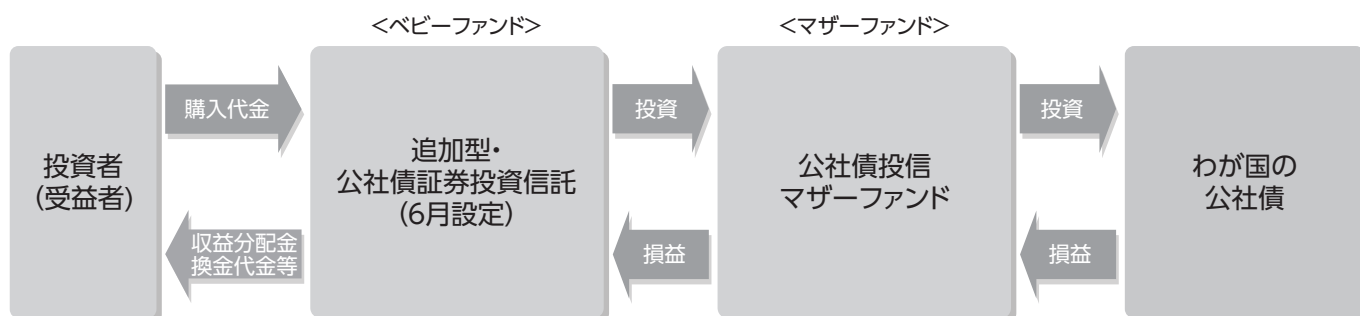 <ベビーファンド>
<マザーファンド>
投資者
(受益者)
購入代金
収益分配金
換金代金等
追加型・
公社債証券投資信託
(6月設定)
投資
損益
公社債投信
マザーファンド
投資
損益
わが国の
公社債